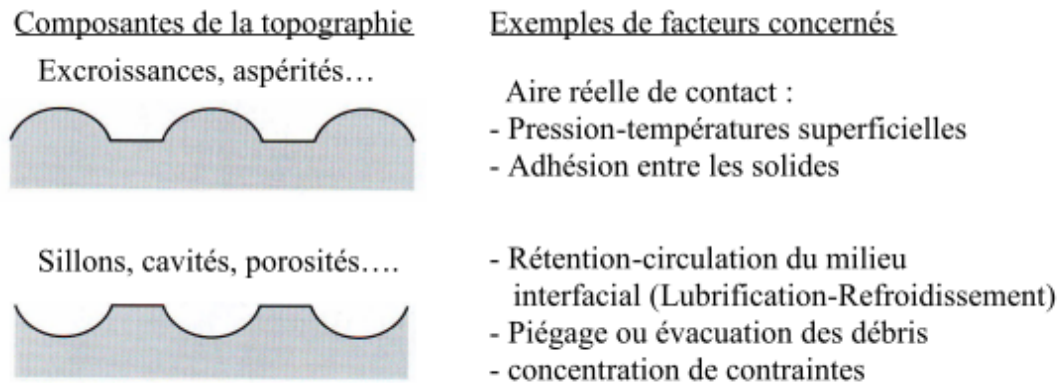 Composantes de la topographie
Exemples de facteurs concernés
Excroissances, aspérités…
Aire réelle de contact :
- Pression-températures superficielles
- Adhésion entre les solides
Sillons, cavités, porosités….
- Rétention-circulation du milieu
interfacial (Lubrification-Refroidissement)
- Piégage ou évacuation des débris
- concentration de contraintes